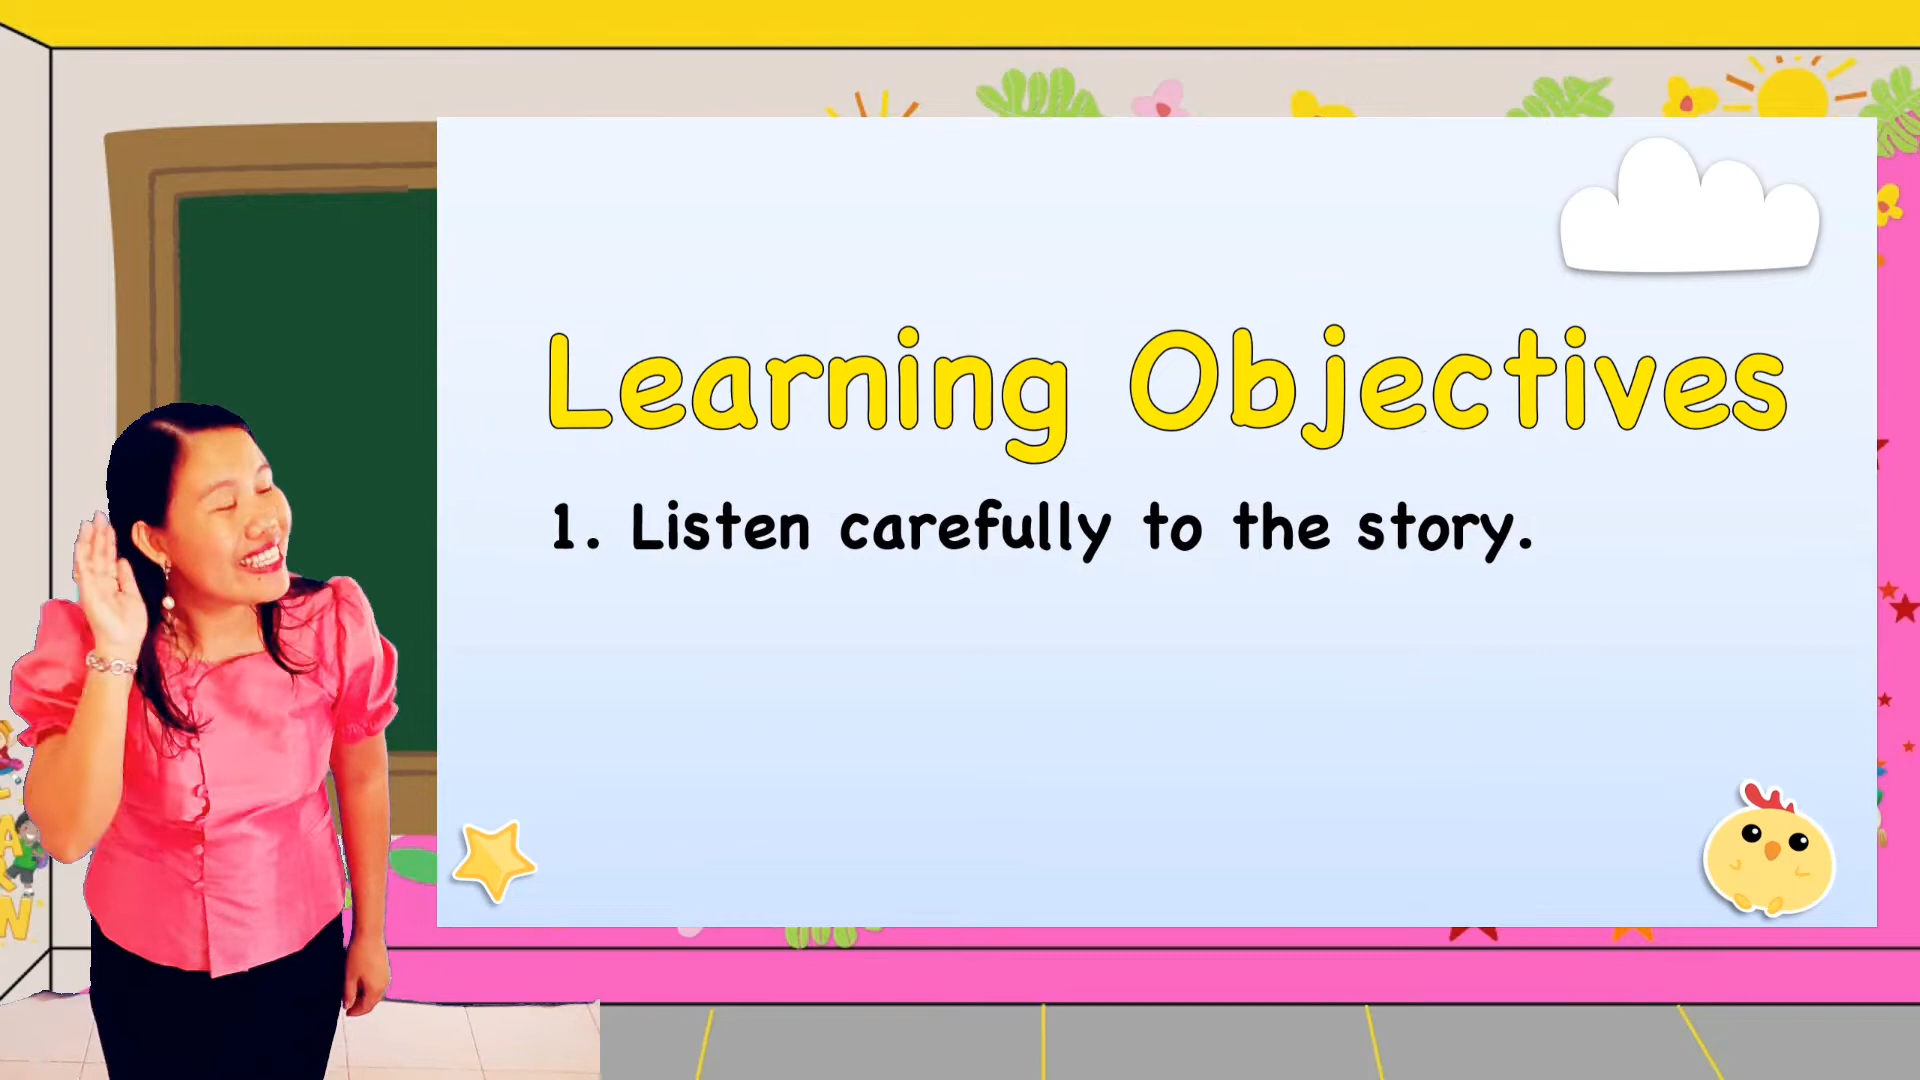 Learning Objectives
1. Listen carefully to the story.